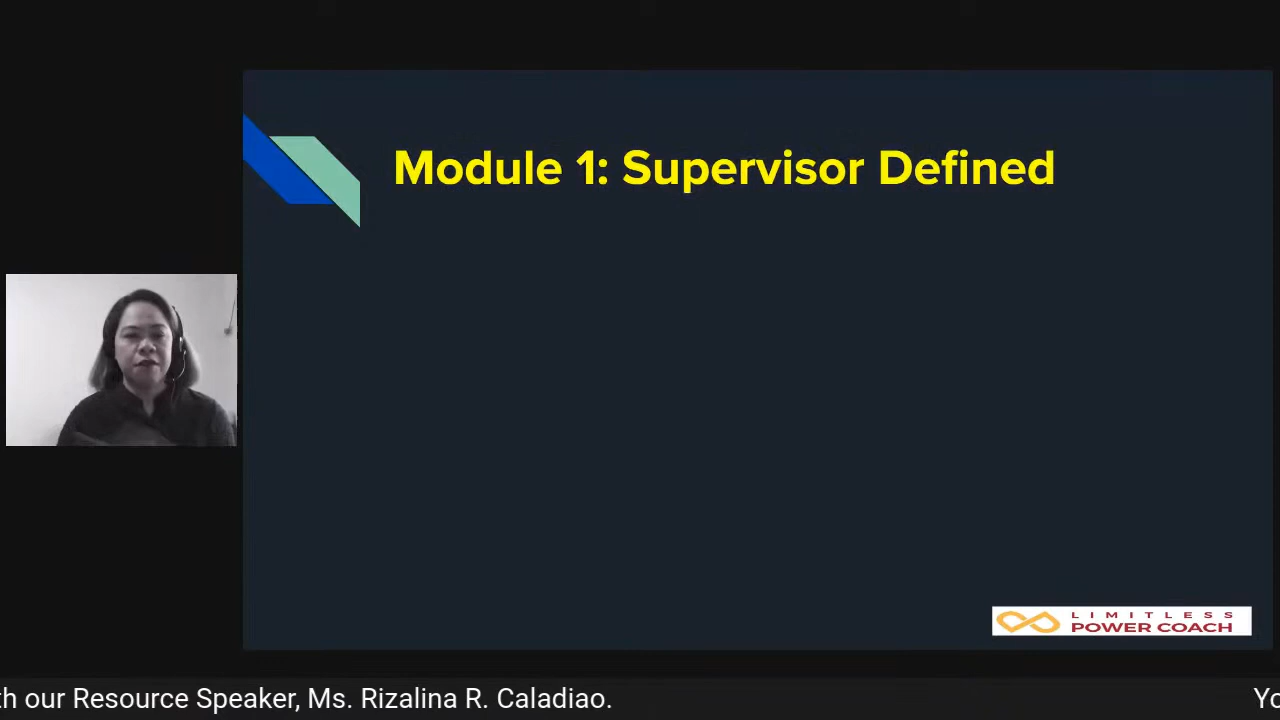 Module 1: Supervisor Defined
LIMITLESS
POWER COACH
th our Resource Speaker, Ms. Rizalina R. Caladiao.
Yo